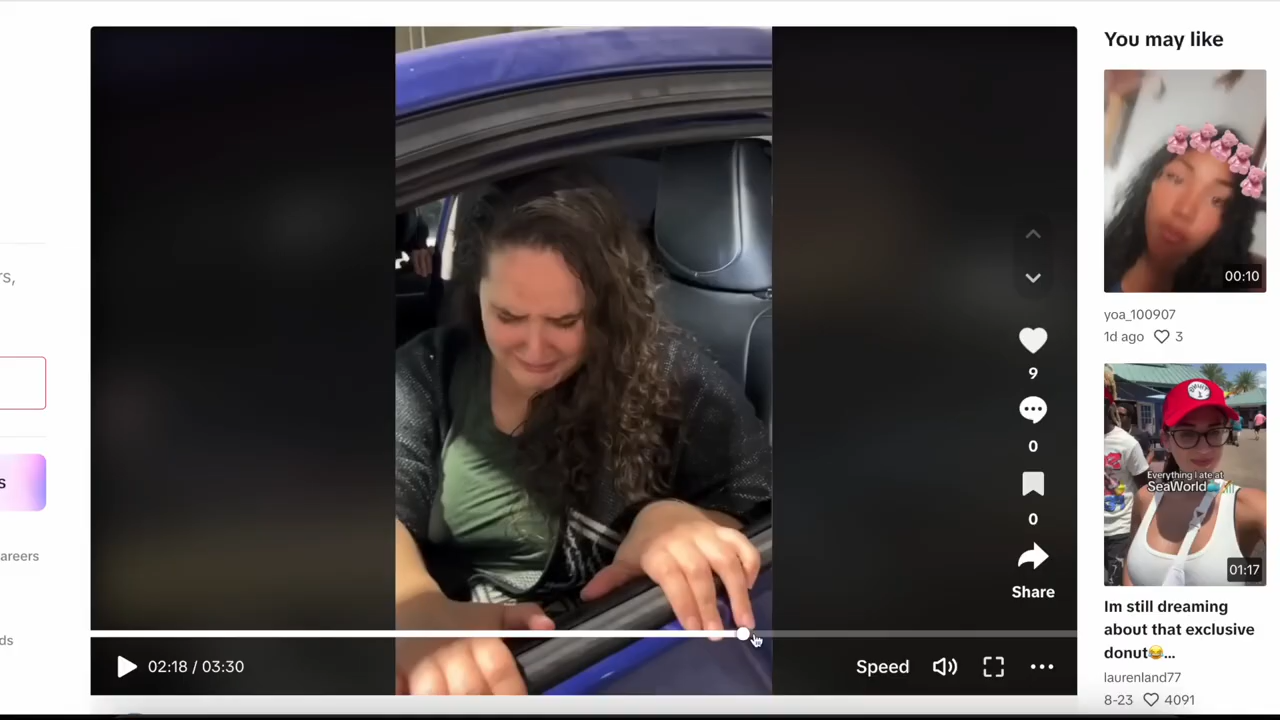 You may like
00:10
yoa_100907
1d ago 3
rs,
9
0
0
Everything I ate at
SeaWorld
s
Share
01:17
areers
Im still dreaming
about that exclusive
donut😂...
ds
02:18 / 03:30
Speed
laurenland77
8-23 4091